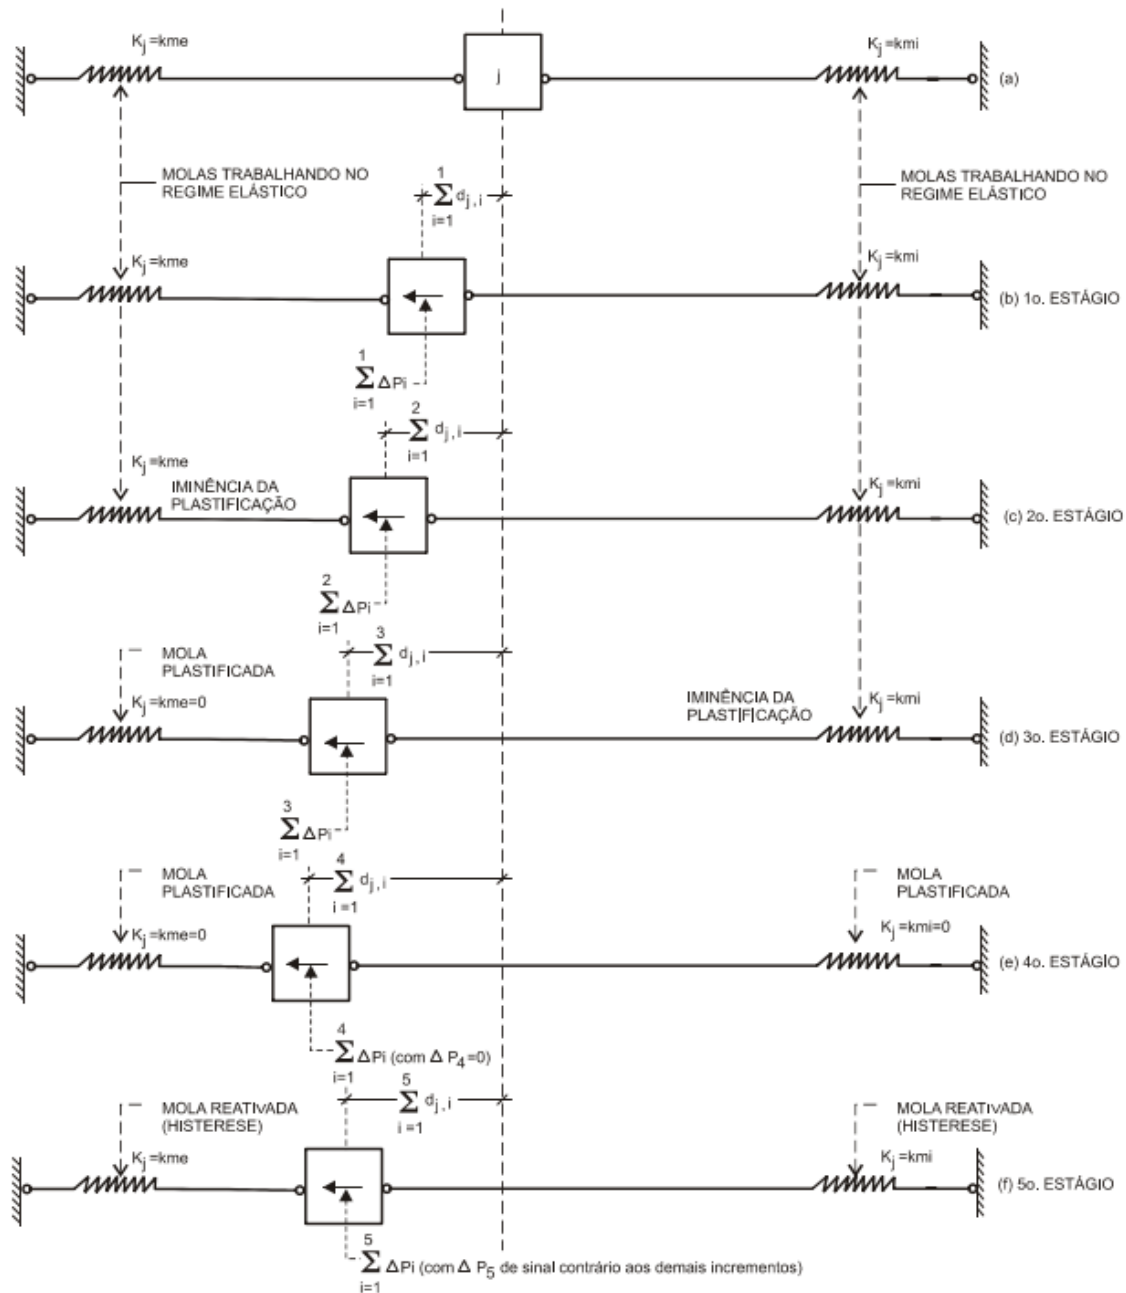 Kj =kme
Kj =kmi
j
(a)
MOLAS TRABALHANDO NO
REGIME ELÁSTICO
MOLAS TRABALHANDO NO
REGIME ELÁSTICO
1
Σ dj,i
i=1
Kj =kme
Kj =kmi
(b) 1o. ESTÁGIO
1
Σ ΔPi
i=1
2
Σ dj,i
i=1
Kj =kme
IMINÊNCIA DA
PLASTIFICAÇÃO
Kj =kmi
(c) 2o. ESTÁGIO
2
Σ ΔPi
i=1
3
Σ dj,i
i=1
MOLA
PLASTIFICADA
Kj =kme=0
IMINÊNCIA DA
PLASTIFICAÇÃO
Kj =kmi
(d) 3o. ESTÁGIO
3
Σ ΔPi
i=1
4
Σ dj,i
i=1
MOLA
PLASTIFICADA
MOLA
PLASTIFICADA
Kj =kme=0
Kj =kmi=0
(e) 4o. ESTÁGIO
4
Σ ΔPi (com Δ P4=0)
i=1
5
Σ dj,i
i=1
MOLA REATIVADA
(HISTERESE)
MOLA REATIVADA
(HISTERESE)
Kj =kme
Kj =kmi
(f) 5o. ESTÁGIO
5
Σ ΔPi (com Δ P5 de sinal contrário aos demais incrementos)
i=1